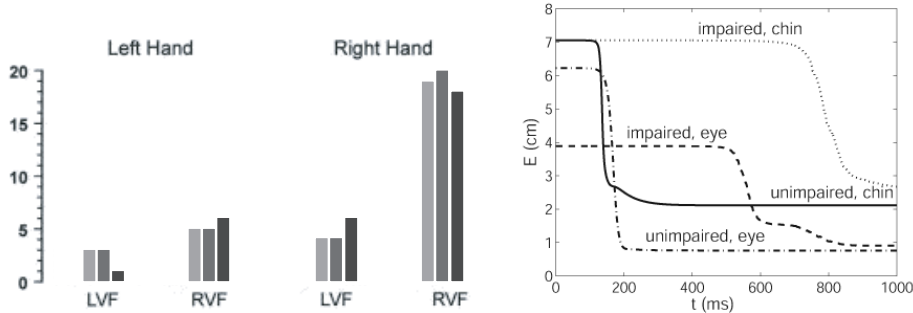 Left Hand
Right Hand
20
15
10
5
0
LVF
RVF
LVF
RVF
8
7
6
5
4
3
2
1
0
E (cm)
impaired, chin
impaired, eye
unimpaired, chin
unimpaired, eye
0 200 400 600 800 1000
t (ms)